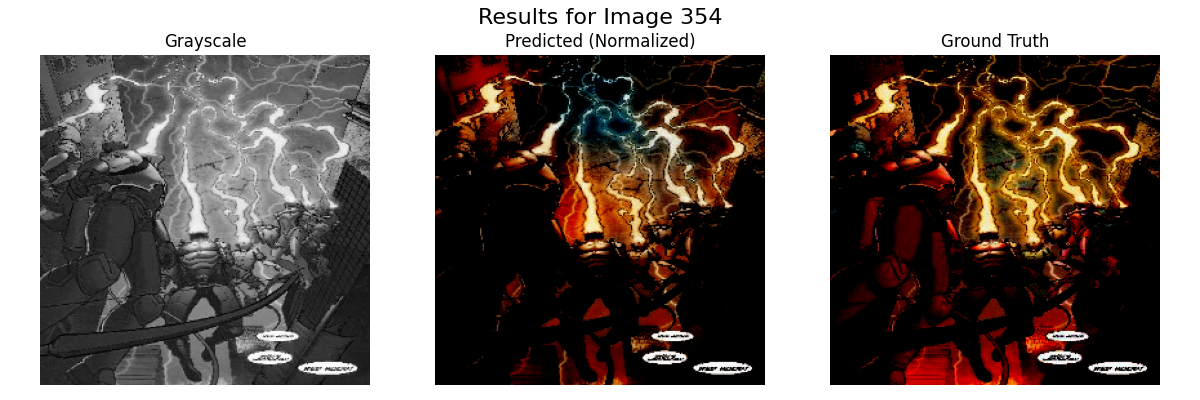 Results for Image 354
Grayscale
Predicted (Normalized)
Ground Truth